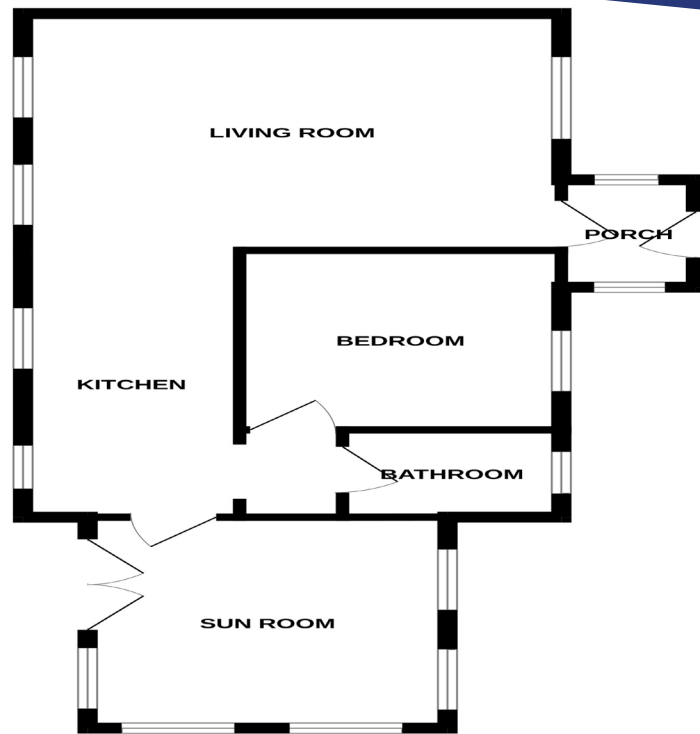 LIVING ROOM
PORCH
BEDROOM
KITCHEN
BATHROOM
SUN ROOM